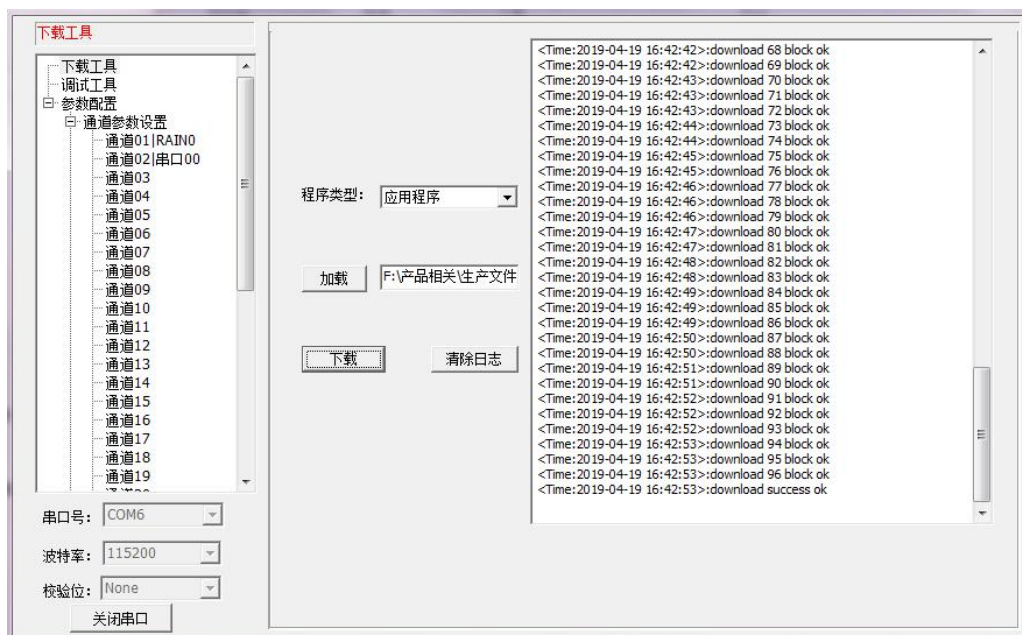 下载工具
下载工具
调试工具
参数配置
通道参数设置
通道01|RAIN0
通道02|串口00
通道03
通道04
通道05
通道06
通道07
通道08
通道09
通道10
通道11
通道12
通道13
通道14
通道15
通道16
通道17
通道18
通道19
串口号: COM6
波特率: 115200
校验位: None
关闭串口
程序类型: 应用程序
加载 F:\产品相关\生产文件
下载 清除日志
<Time:2019-04-19 16:42:42>:download 68 block ok
<Time:2019-04-19 16:42:42>:download 69 block ok
<Time:2019-04-19 16:42:43>:download 70 block ok
<Time:2019-04-19 16:42:43>:download 71 block ok
<Time:2019-04-19 16:42:43>:download 72 block ok
<Time:2019-04-19 16:42:44>:download 73 block ok
<Time:2019-04-19 16:42:44>:download 74 block ok
<Time:2019-04-19 16:42:45>:download 75 block ok
<Time:2019-04-19 16:42:45>:download 76 block ok
<Time:2019-04-19 16:42:46>:download 77 block ok
<Time:2019-04-19 16:42:46>:download 78 block ok
<Time:2019-04-19 16:42:46>:download 79 block ok
<Time:2019-04-19 16:42:47>:download 80 block ok
<Time:2019-04-19 16:42:47>:download 81 block ok
<Time:2019-04-19 16:42:48>:download 82 block ok
<Time:2019-04-19 16:42:48>:download 83 block ok
<Time:2019-04-19 16:42:49>:download 84 block ok
<Time:2019-04-19 16:42:49>:download 85 block ok
<Time:2019-04-19 16:42:49>:download 86 block ok
<Time:2019-04-19 16:42:50>:download 87 block ok
<Time:2019-04-19 16:42:50>:download 88 block ok
<Time:2019-04-19 16:42:51>:download 89 block ok
<Time:2019-04-19 16:42:51>:download 90 block ok
<Time:2019-04-19 16:42:52>:download 91 block ok
<Time:2019-04-19 16:42:52>:download 92 block ok
<Time:2019-04-19 16:42:52>:download 93 block ok
<Time:2019-04-19 16:42:53>:download 94 block ok
<Time:2019-04-19 16:42:53>:download 95 block ok
<Time:2019-04-19 16:42:53>:download 96 block ok
<Time:2019-04-19 16:42:53>:download success ok